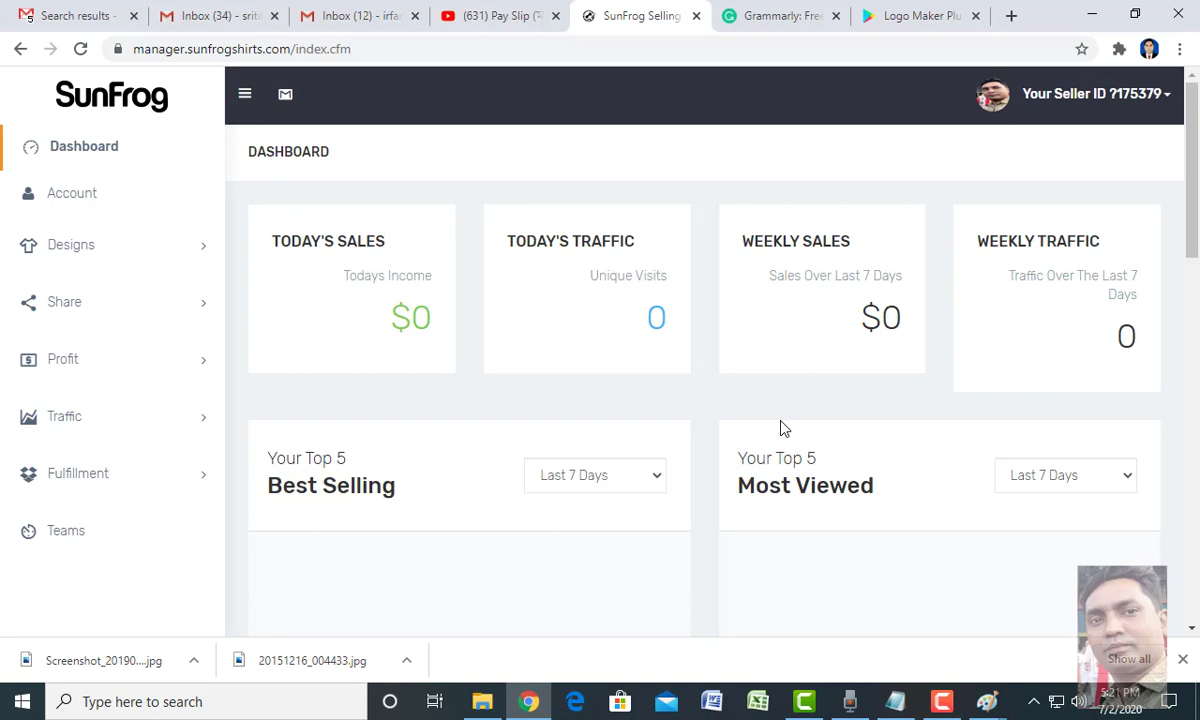 Search results -
Inbox (34) - srit
Inbox (12) - irfar
(631) Pay Slip
SunFrog Selling
Grammarly: Free
Logo Maker Plu
manager.sunfrogshirts.com/index.cfm
SunFrog
Your Seller ID ?175379
Dashboard
DASHBOARD
Account
Designs
Share
Profit
Traffic
Fulfillment
Teams
TODAY'S SALES
Todays Income
$0
TODAY'S TRAFFIC
Unique Visits
0
WEEKLY SALES
Sales Over Last 7 Days
$0
WEEKLY TRAFFIC
Traffic Over The Last 7
Days
0
Your Top 5
Best Selling
Last 7 Days
Your Top 5
Most Viewed
Last 7 Days
Screenshot_20190....jpg
20151216_004433.jpg
Show all
Type here to search
5:21 PM
7/2/2020